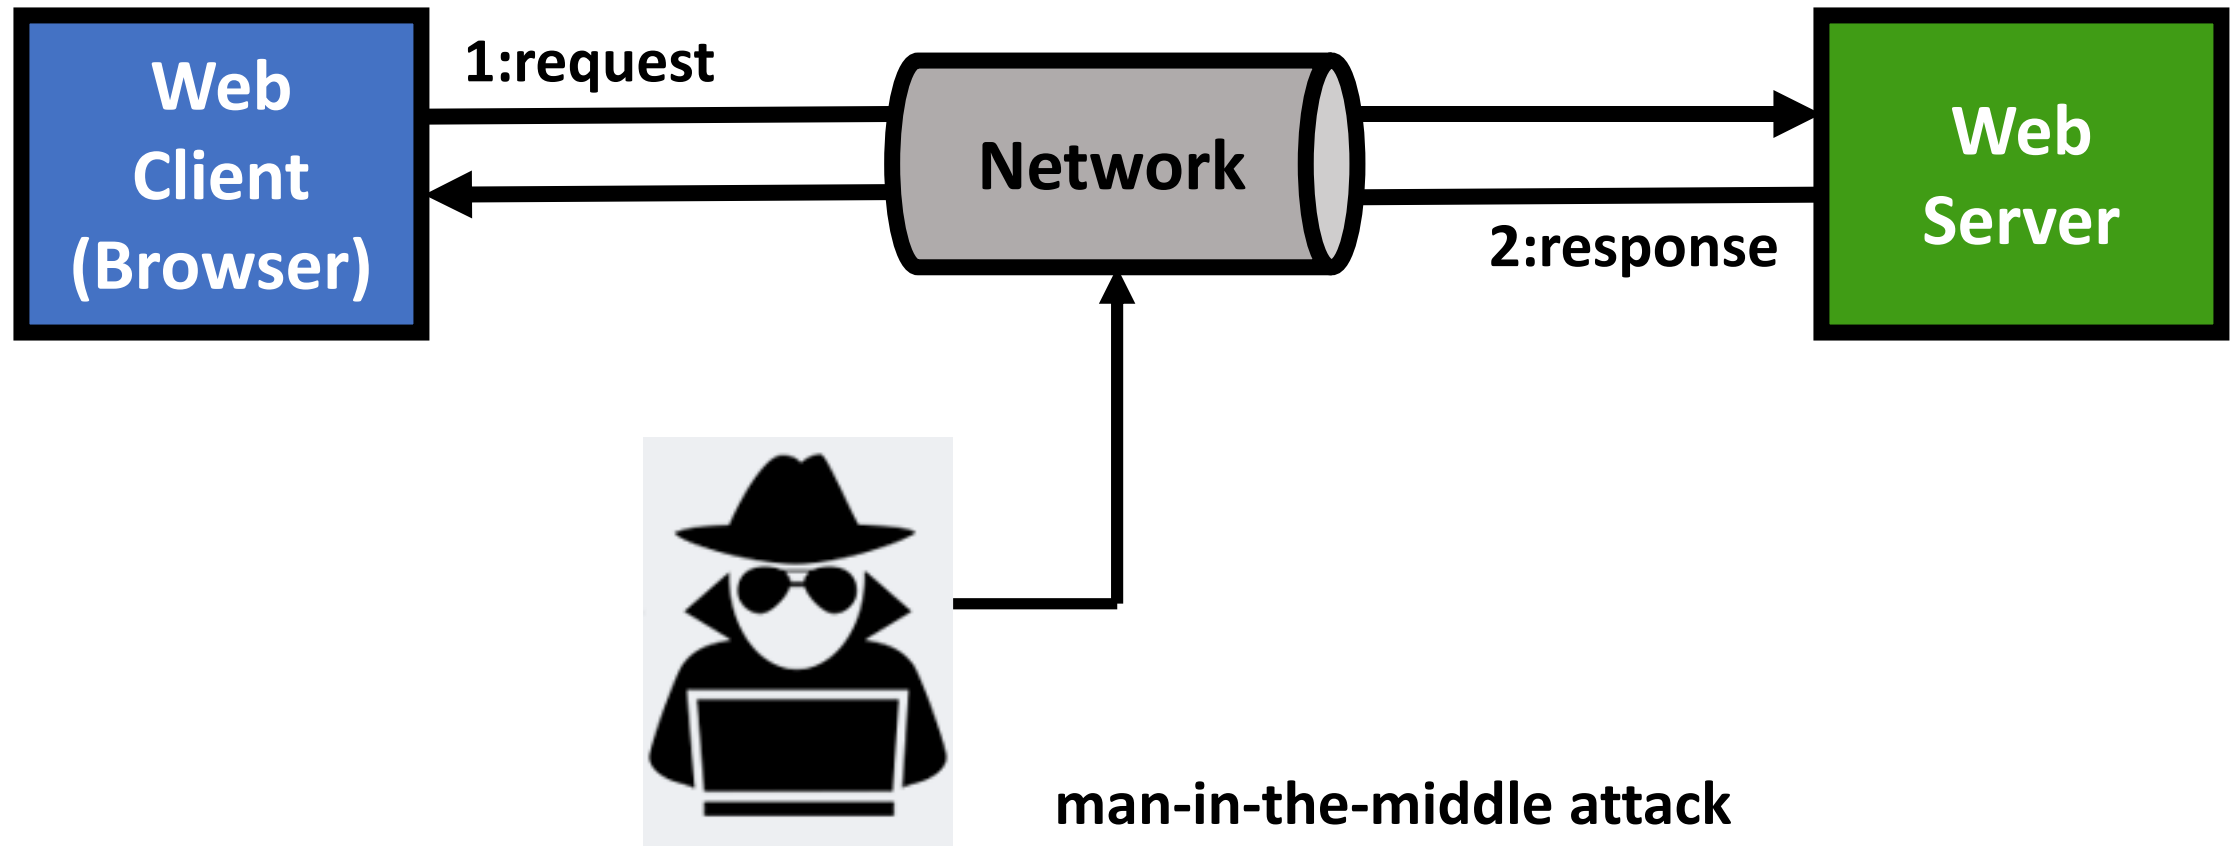 Web
Client
(Browser)
1:request
Network
2:response
Web
Server
man-in-the-middle attack